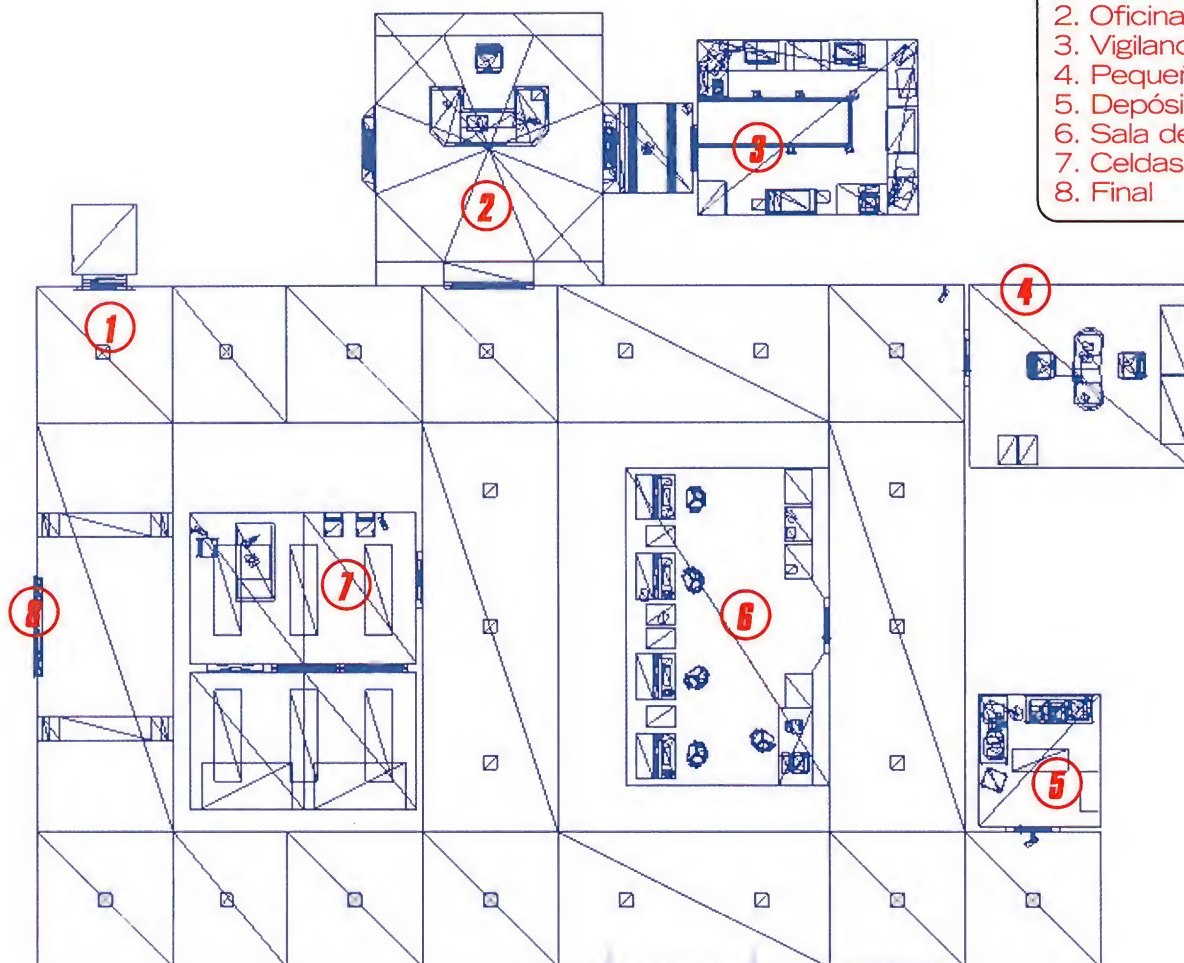 2. Oficina
3. Vigilanc
4. Pequeñ
5. Depósi
6. Sala de
7. Celdas
8. Final
3
2
4
1
7
8
6
5